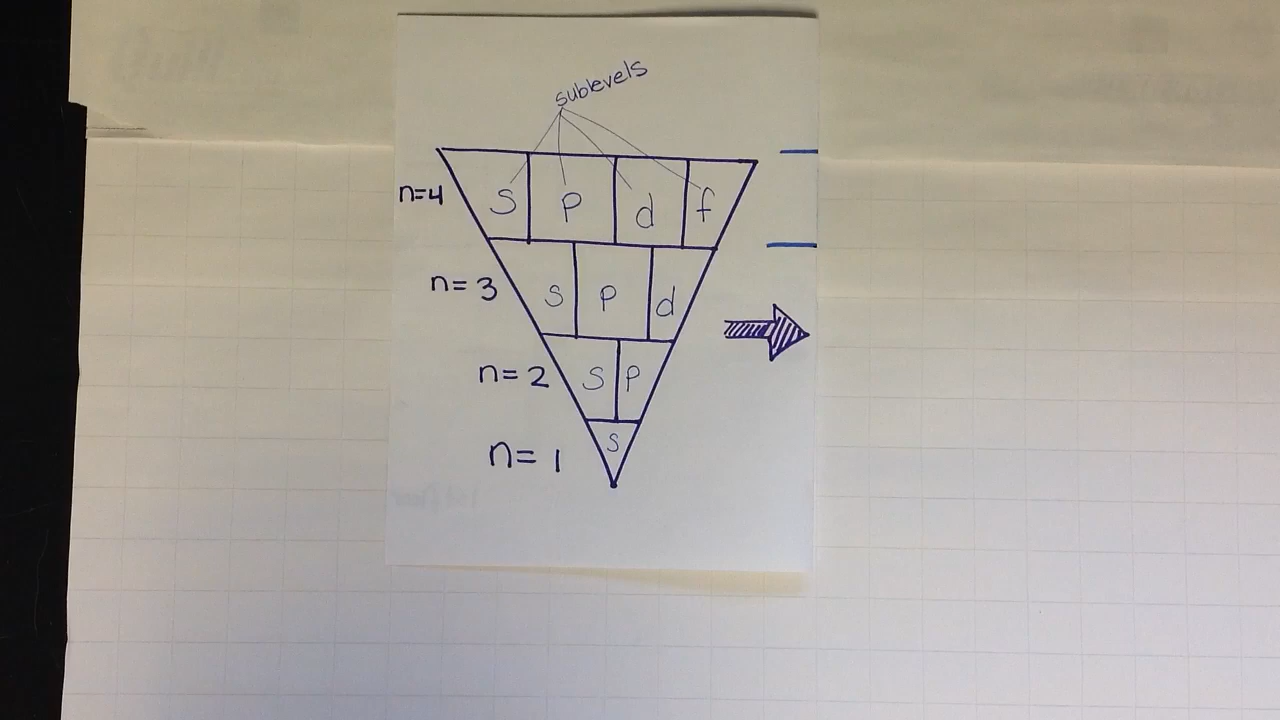 sublevels
n=4 s p d f
n=3 s p d
n=2 s p
n=1 s